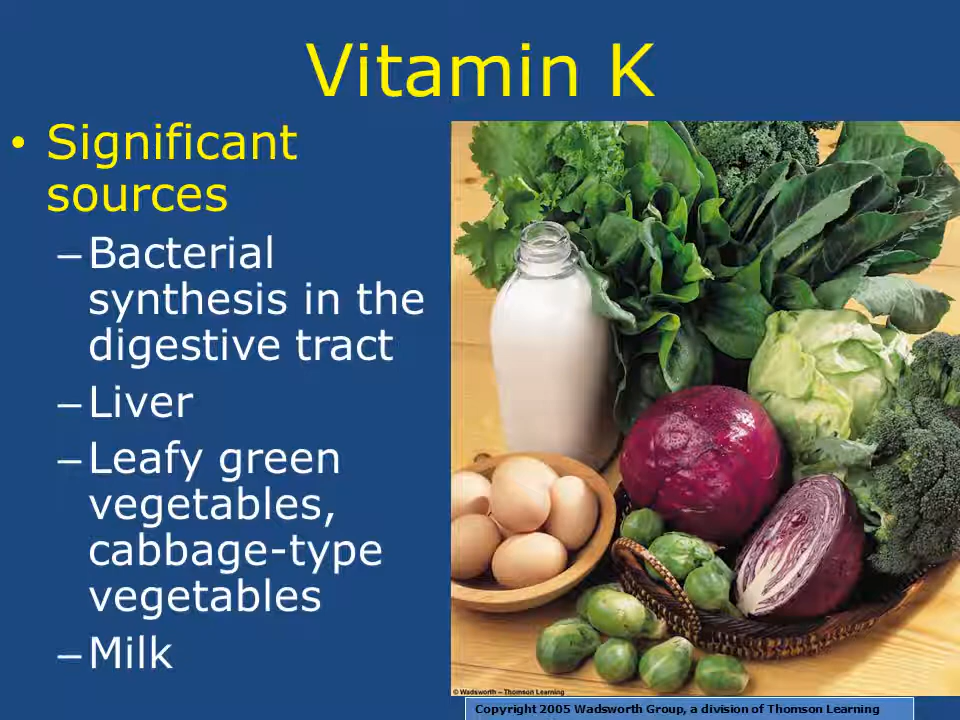 Vitamin K
• Significant
sources
–Bacterial
synthesis in the
digestive tract
–Liver
–Leafy green
vegetables,
cabbage-type
vegetables
–Milk
© Wadsworth – Thomson Learning
Copyright 2005 Wadsworth Group, a division of Thomson Learning